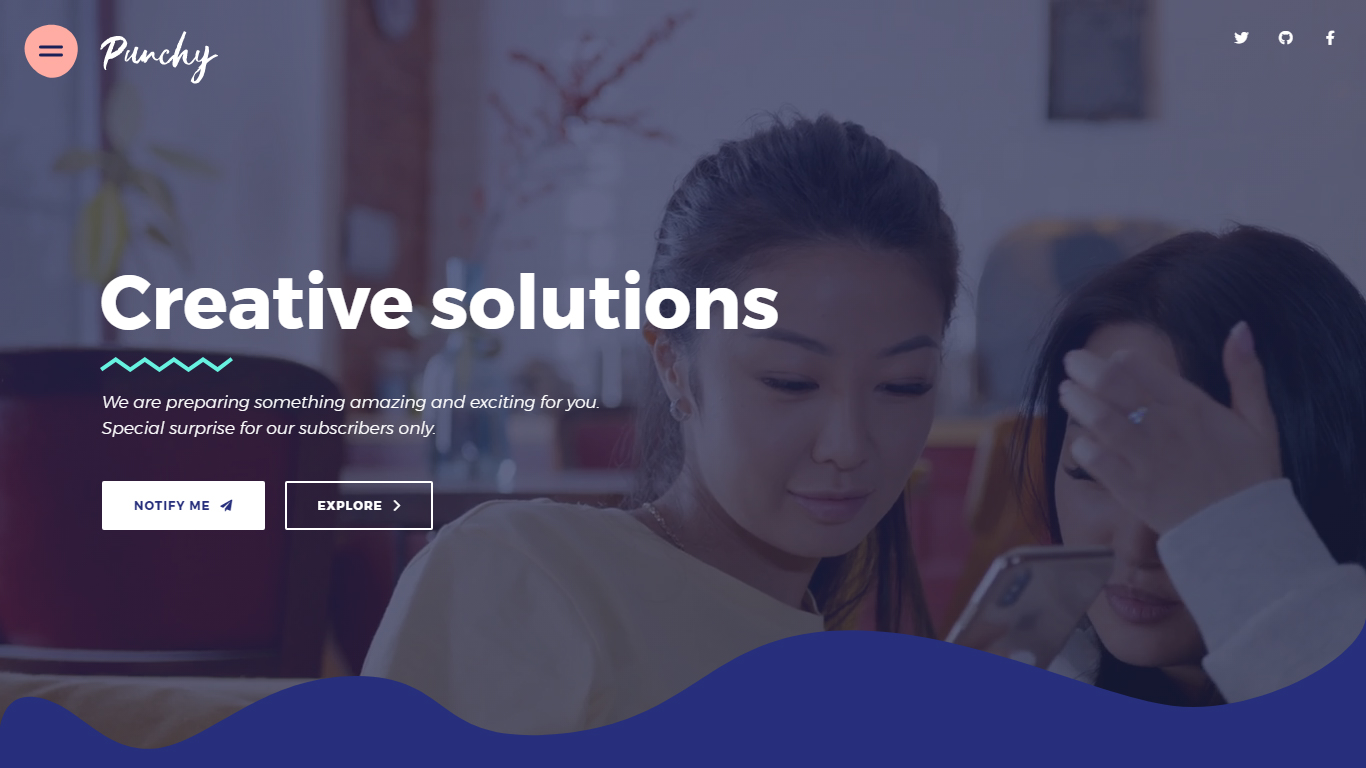 Punchy
Creative solutions
We are preparing something amazing and exciting for you.
Special surprise for our subscribers only.
NOTIFY ME
EXPLORE